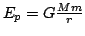 E_p = G\frac{Mm}{r}